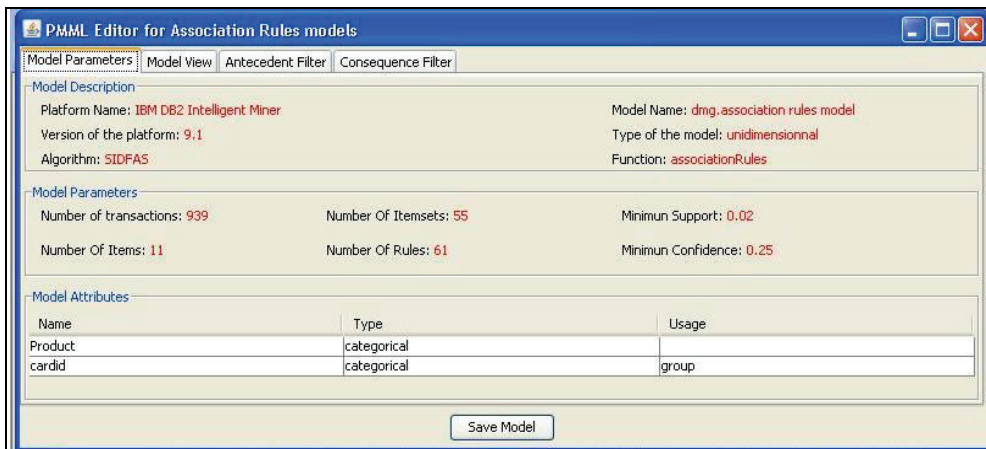 PMML Editor for Association Rules models
Model Parameters Model View Antecedent Filter Consequence Filter
Model Description
Platform Name: IBM DB2 Intelligent Miner Model Name: dmg.association rules model
Version of the platform: 9.1 Type of the model: unidimensionnal
Algorithm: SIDFAS Function: associationRules
Model Parameters
Number of transactions: 939 Number Of Itemsets: 55 Minimun Support: 0.02
Number Of Items: 11 Number Of Rules: 61 Minimun Confidence: 0.25
Model Attributes
Name Type Usage
Product categorical
cardid categorical group
Save Model